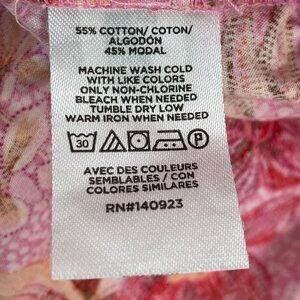 55% COTTON/ COTON/
ALGODÓN
45% MODAL
MACHINE WASH COLD
WITH LIKE COLORS
ONLY NON-CHLORINE
BLEACH WHEN NEEDED
TUMBLE DRY LOW
WARM IRON WHEN NEEDED
30 P
AVEC DES COULEURS
SEMBLABLES / CON
COLORES SIMILARES
RN#140923